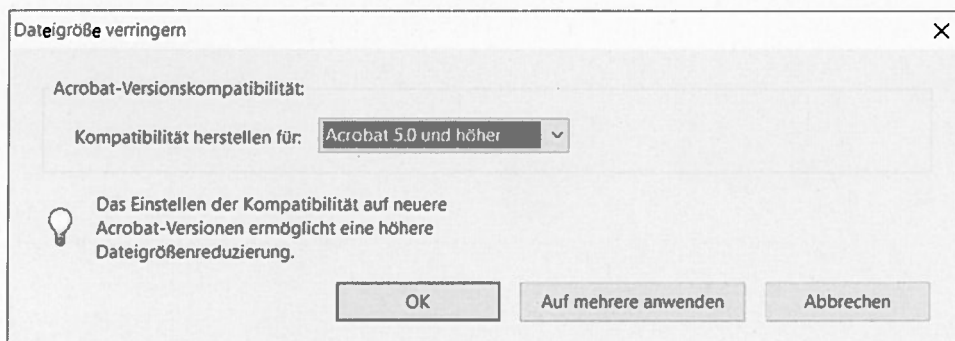 Dateigröße verringern
Acrobat-Versionskompatibilität:
Kompatibilität herstellen für: Acrobat 5.0 und höher
Das Einstellen der Kompatibilität auf neuere
Acrobat-Versionen ermöglicht eine höhere
Dateigrößenreduzierung.
OK Auf mehrere anwenden Abbrechen